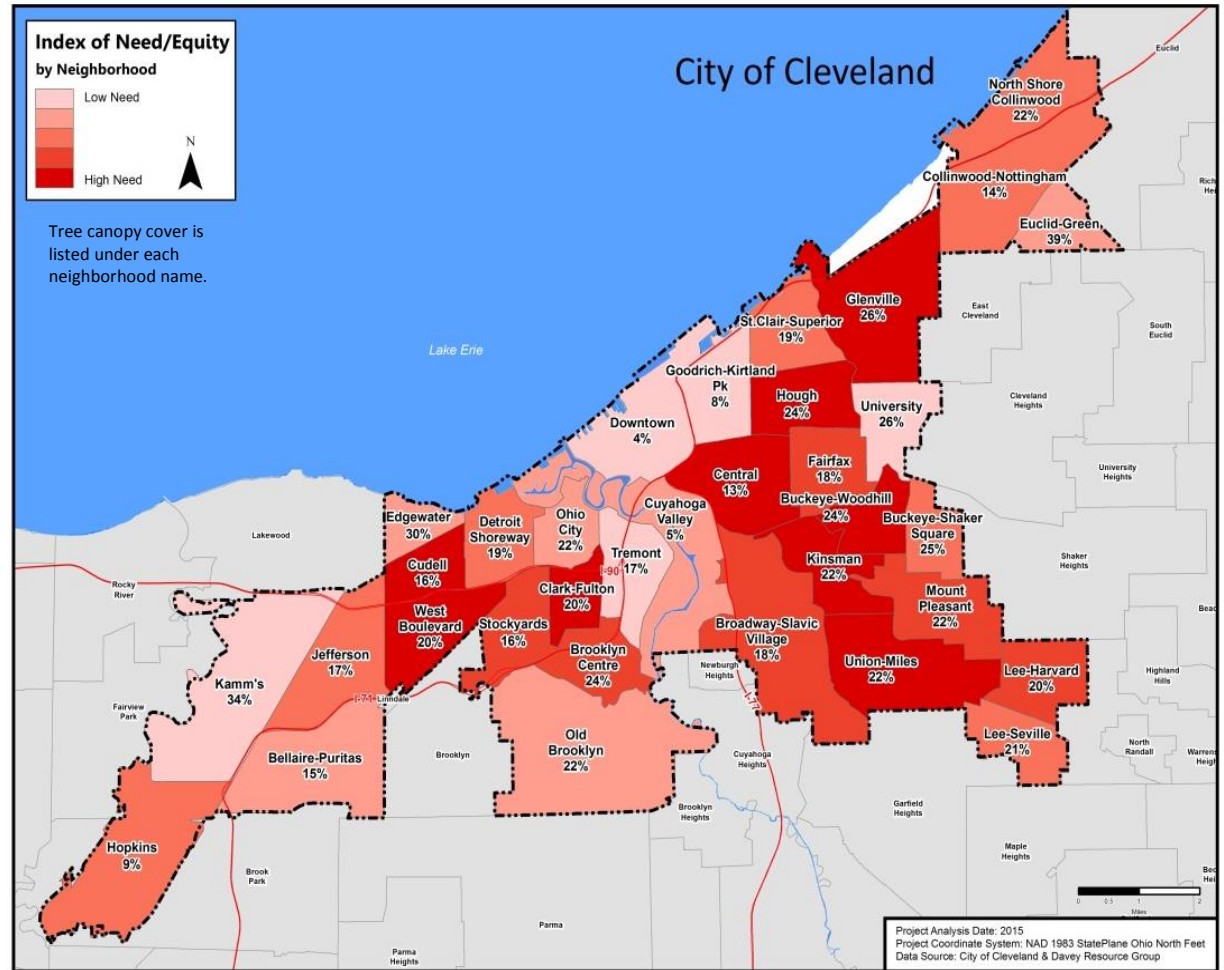 Index of Need/Equity
by Neighborhood
Low Need
High Need
N
Tree canopy cover is
listed under each
neighborhood name.
City of Cleveland
Euclid
North Shore
Collinwood
22%
Collinwood-Nottingham
14%
Euclid-Green
39%
Glenville
26%
East
Cleveland
South
Euclid
St.Clair-Superior
19%
Lake Erie
Goodrich-Kirtland
Pk
8%
Hough
24%
University
26%
Cleveland
Heights
Downtown
4%
Fairfax
18%
University
Heights
Central
13%
Buckeye-Woodhill
24%
Cuyahoga
Valley
5%
Edgewater
30%
Detroit
Shoreway
19%
Ohio
City
22%
Buckeye-Shaker
Square
25%
Lakewood
Tremont
17%
I-90
Shaker
Heights
Cudell
16%
Kinsman
22%
Rocky
River
Clark-Fulton
20%
Mount
Pleasant
22%
West
Boulevard
20%
Stockyards
16%
Broadway-Slavic
Village
18%
Brooklyn
Centre
24%
Jefferson
17%
Union-Miles
22%
Newburgh
Heights
Lee-Harvard
20%
Highland
Hills
Kamm's
34%
I-71
Linndale
I-77
Fairview
Park
Old
Brooklyn
22%
Lee-Seville
21%
North
Randall
Bellaire-Puritas
15%
Brooklyn
Cuyahoga
Heights
Brooklyn
Heights
Garfield
Heights
Hopkins
9%
Maple
Heights
Brook
Park
Parma
Parma
Heights
0 0.5 1 2
Miles
Project Analysis Date: 2015
Project Coordinate System: NAD 1983 StatePlane Ohio North Feet
Data Source: City of Cleveland & Davey Resource Group